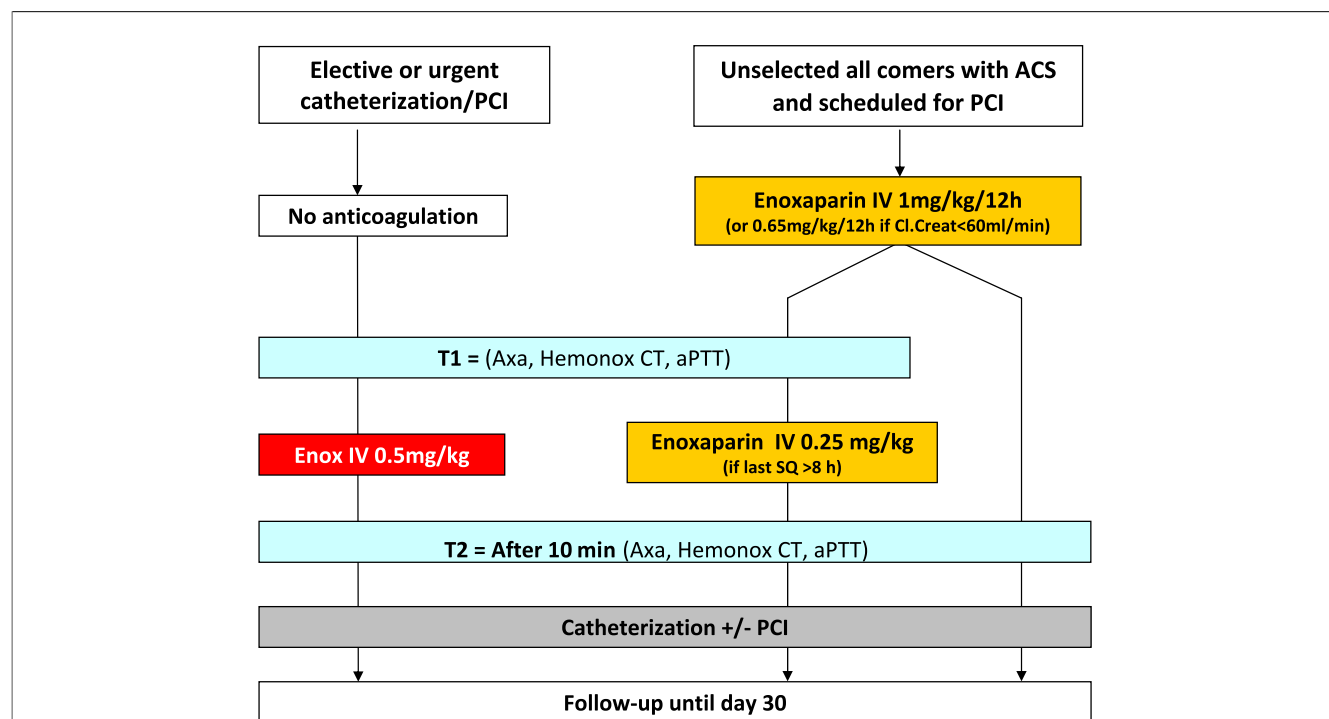 Elective or urgent
catheterization/PCI
Unselected all comers with ACS
and scheduled for PCI
No anticoagulation
Enoxaparin IV 1mg/kg/12h
(or 0.65mg/kg/12h if Cl.Creat<60ml/min)
T1 = (Axa, Hemonox CT, aPTT)
Enox IV 0.5mg/kg
Enoxaparin IV 0.25 mg/kg
(if last SQ >8 h)
T2 = After 10 min (Axa, Hemonox CT, aPTT)
Catheterization +/- PCI
Follow-up until day 30